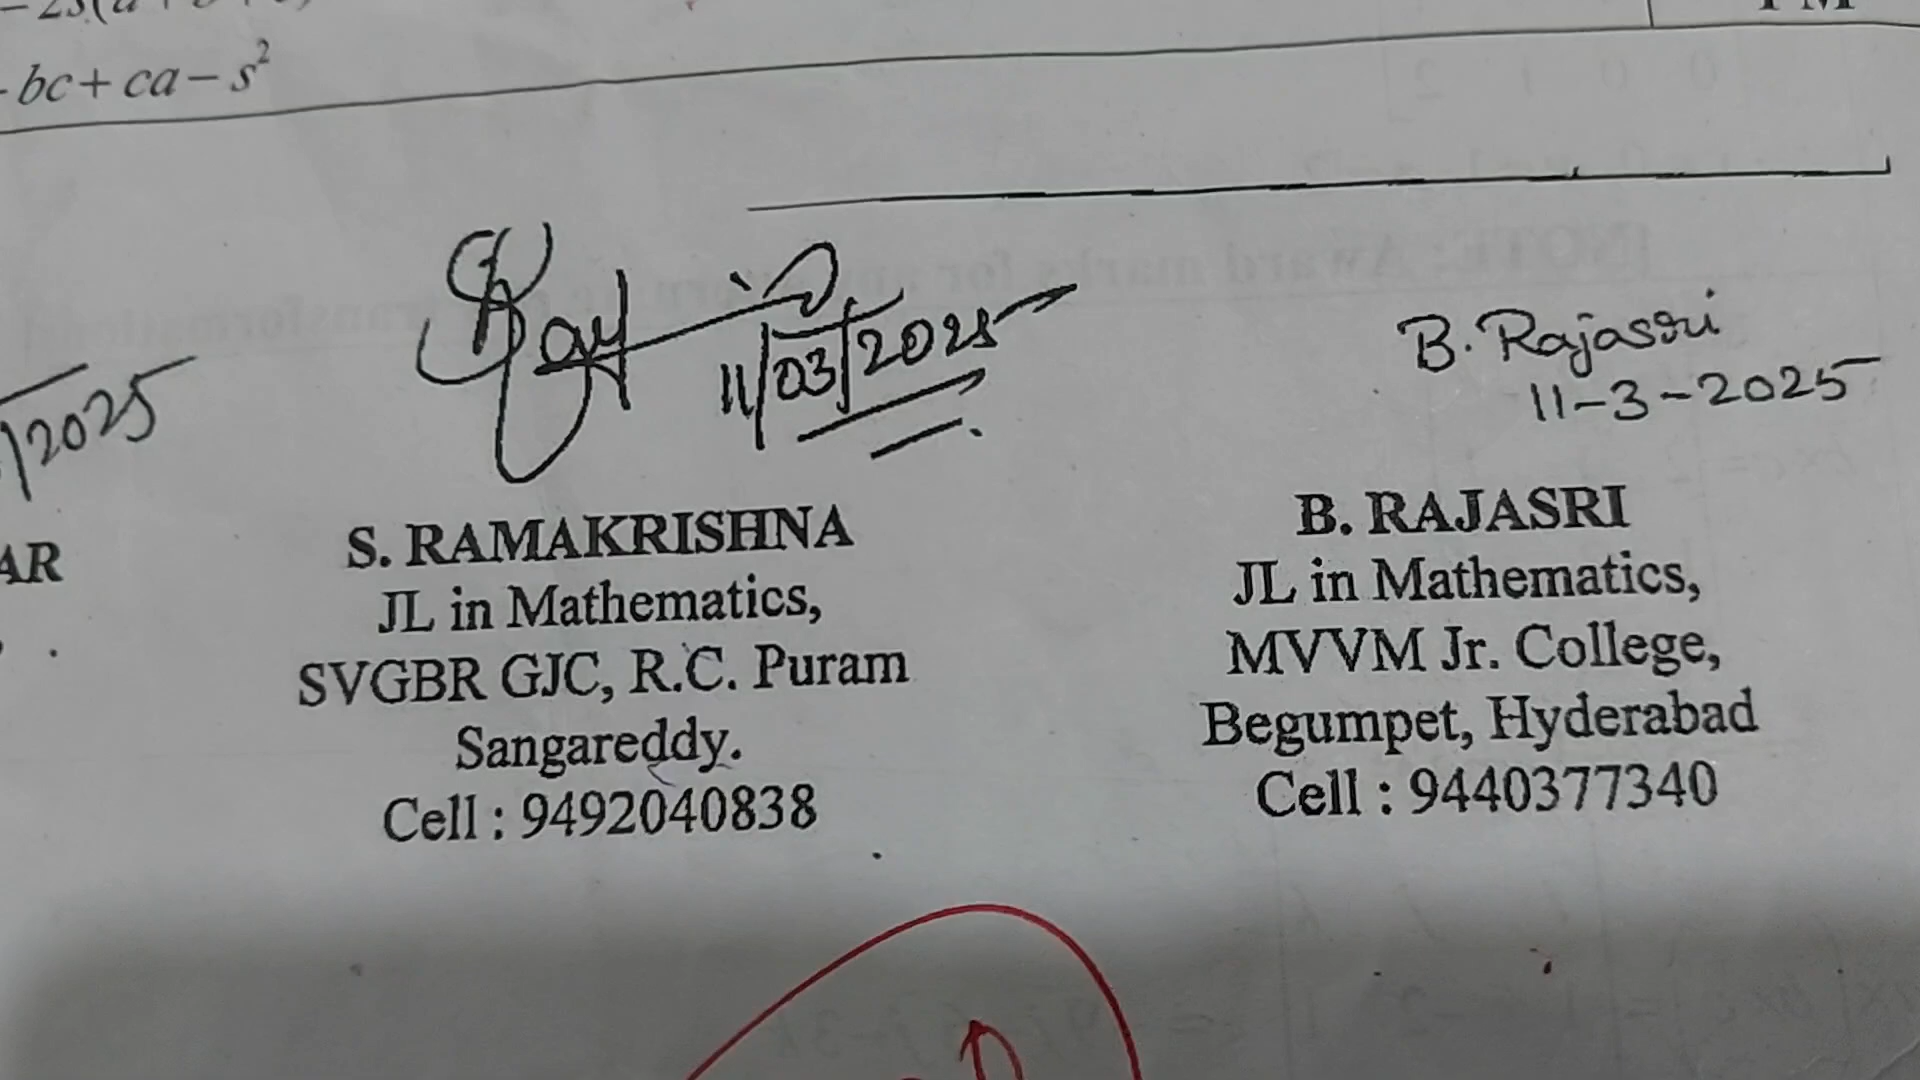 bc + ca − s²
/2025
11/03/2025
B. Rajasri
11-3-2025
AR
S. RAMAKRISHNA
JL in Mathematics,
SVGBR GJC, R.C. Puram
Sangareddy.
Cell : 9492040838
B. RAJASRI
JL in Mathematics,
MVVM Jr. College,
Begumpet, Hyderabad
Cell : 9440377340